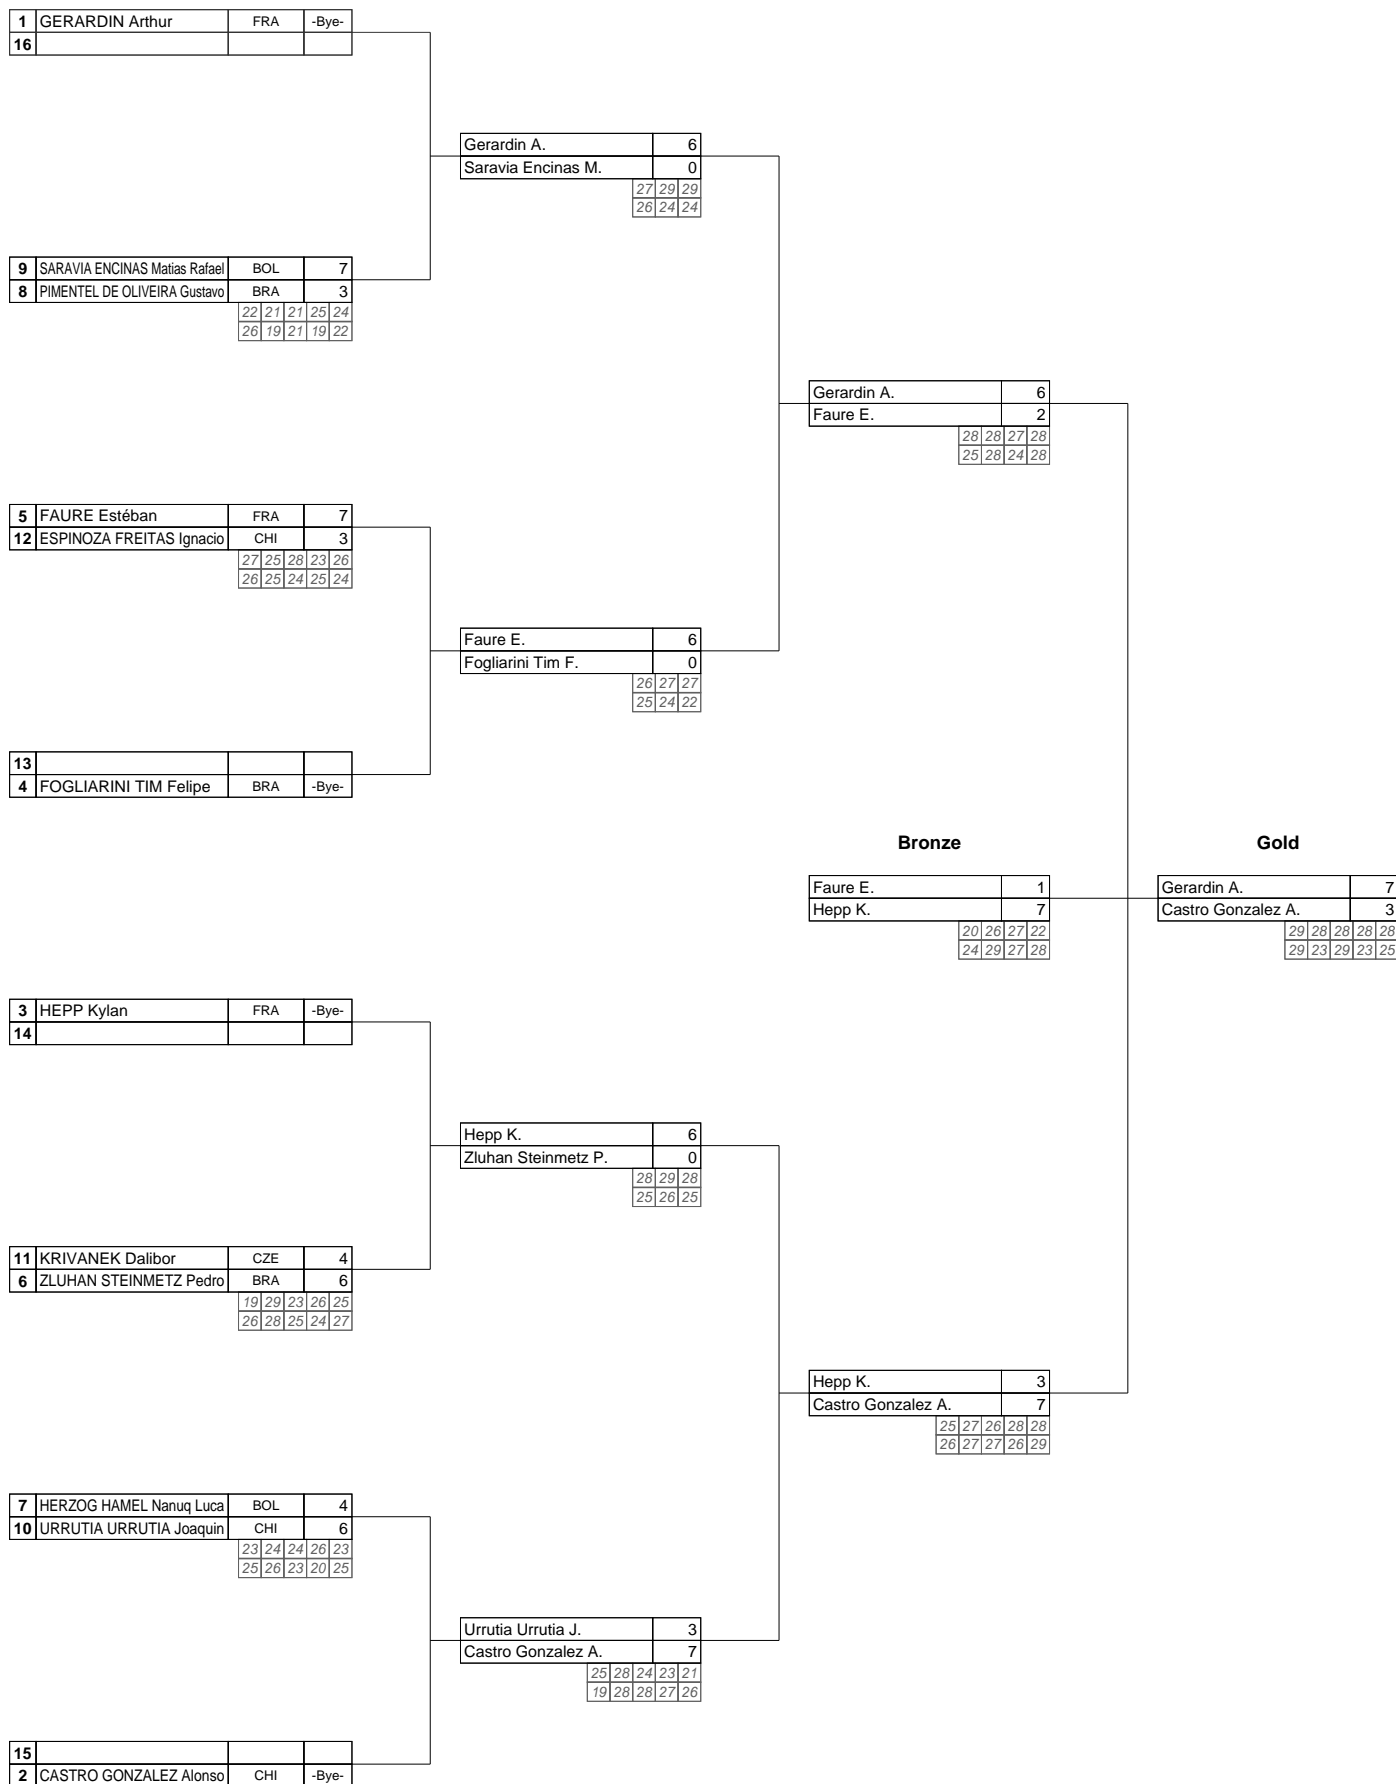 1 GERARDIN Arthur FRA -Bye-
16
Gerardin A. 6
Saravia Encinas M. 0
27 29 29
26 24 24
9 SARAVIA ENCINAS Matias Rafael BOL 7
8 PIMENTEL DE OLIVEIRA Gustavo BRA 3
22 21 21 25 24
26 19 21 19 22
Gerardin A. 6
Faure E. 2
28 28 27 28
25 28 24 28
5 FAURE Estéban FRA 7
12 ESPINOZA FREITAS Ignacio CHI 3
27 25 28 23 26
26 25 24 25 24
Faure E. 6
Fogliarini Tim F. 0
26 27 27
25 24 22
13
4 FOGLIARINI TIM Felipe BRA -Bye-
Bronze
Faure E. 1
Hepp K. 7
20 26 27 22
24 29 27 28
Gold
Gerardin A. 7
Castro Gonzalez A. 3
29 28 28 28 28
29 23 29 23 25
3 HEPP Kylan FRA -Bye-
14
Hepp K. 6
Zluhan Steinmetz P. 0
28 29 28
25 26 25
11 KRIVANEK Dalibor CZE 4
6 ZLUHAN STEINMETZ Pedro BRA 6
19 29 23 26 25
26 28 25 24 27
Hepp K. 3
Castro Gonzalez A. 7
25 27 26 28 28
26 27 27 26 29
7 HERZOG HAMEL Nanuq Luca BOL 4
10 URRUTIA URRUTIA Joaquin CHI 6
23 24 24 26 23
25 26 23 20 25
Urrutia Urrutia J. 3
Castro Gonzalez A. 7
25 28 24 23 21
19 28 28 27 26
15
2 CASTRO GONZALEZ Alonso CHI -Bye-